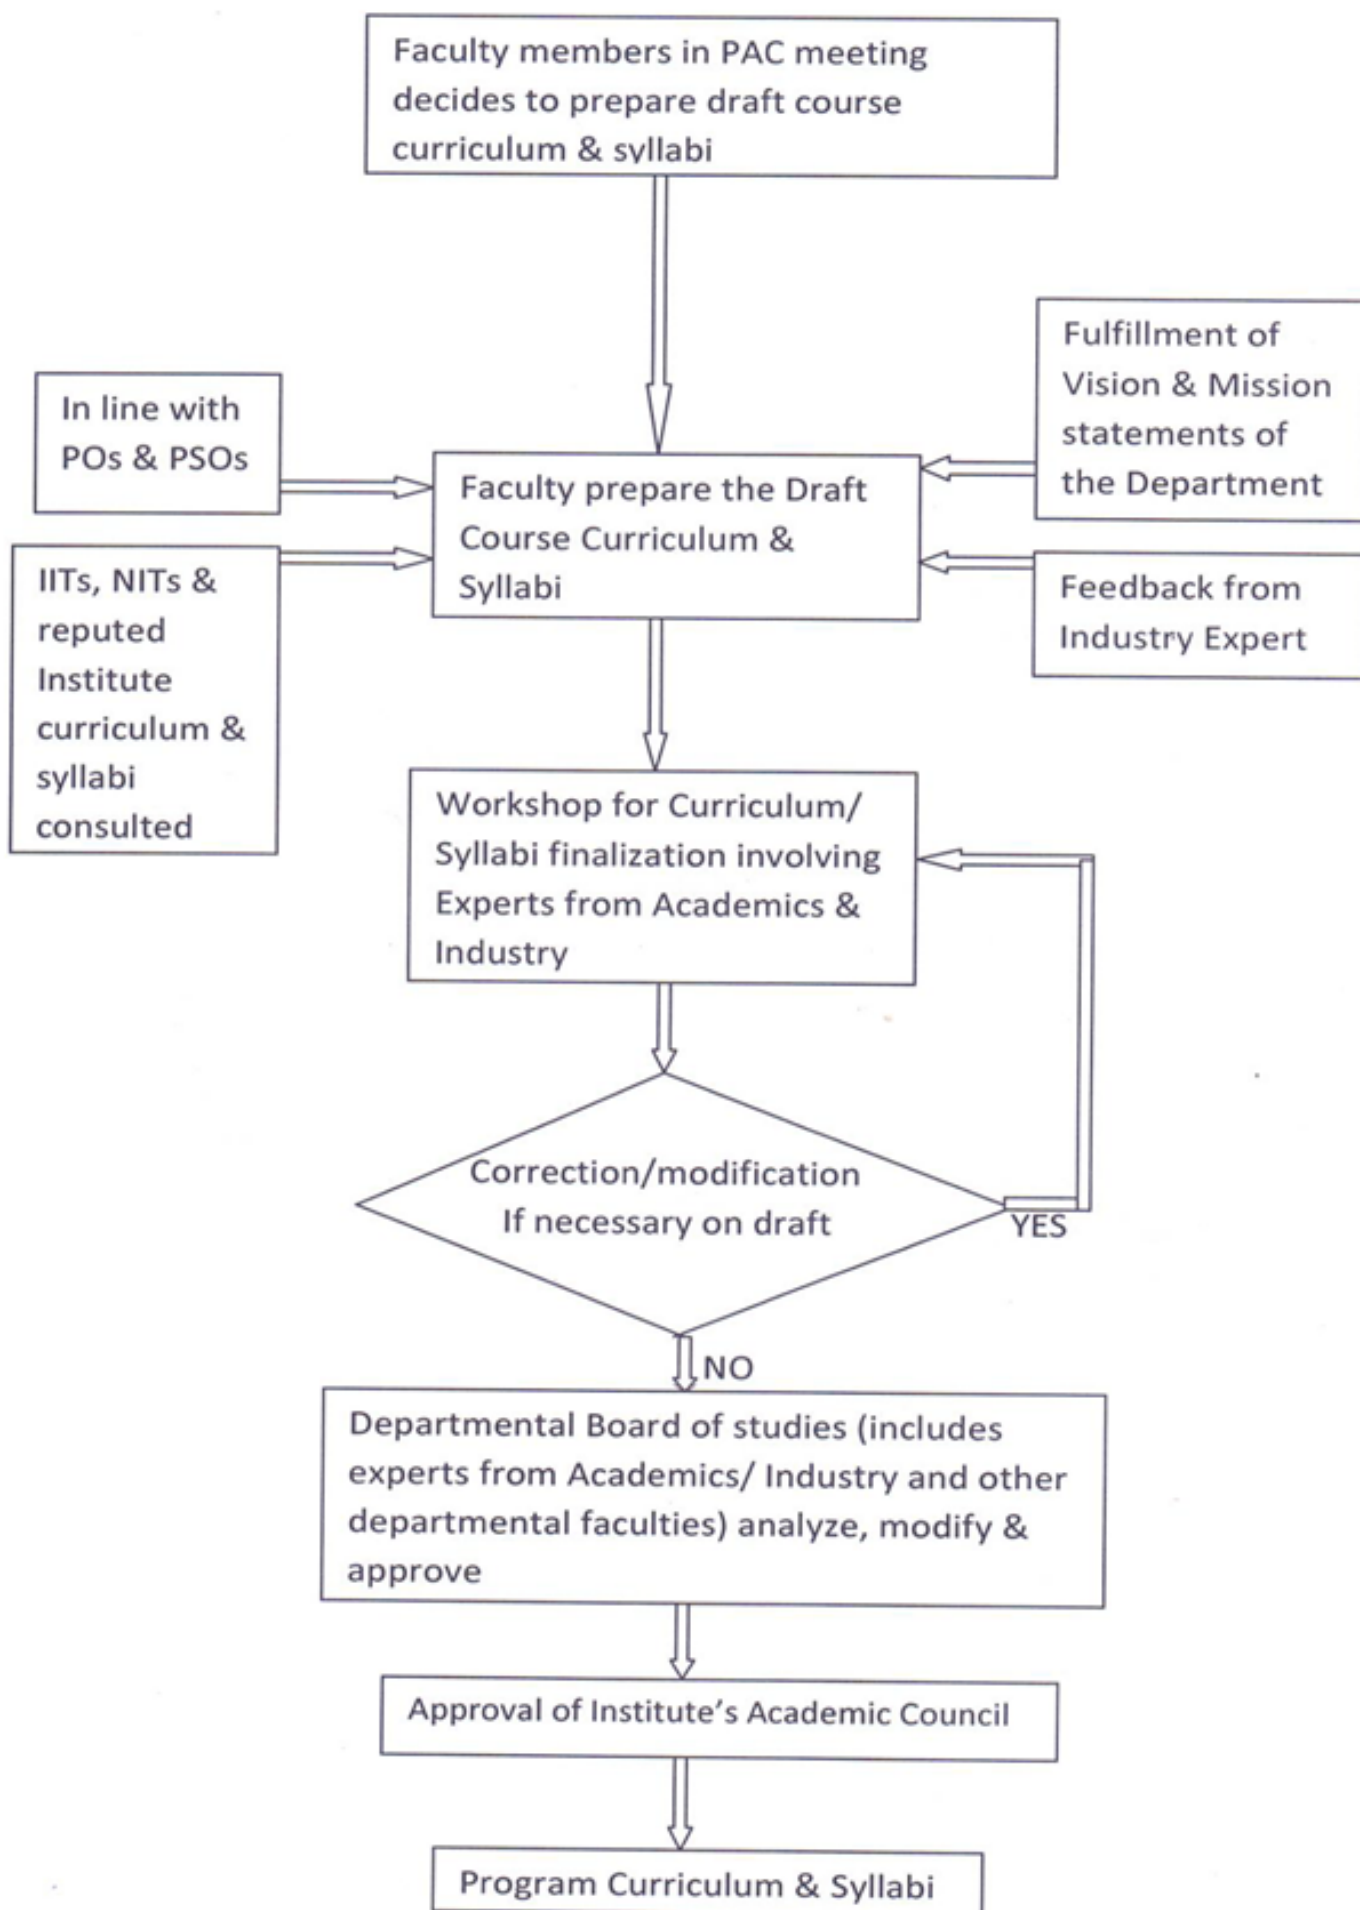 Faculty members in PAC meeting
decides to prepare draft course
curriculum & syllabi
Fulfillment of
Vision & Mission
statements of
the Department
In line with
POs & PSOs
Faculty prepare the Draft
Course Curriculum &
Syllabi
IITs, NITs &
reputed
Institute
curriculum &
syllabi
consulted
Feedback from
Industry Expert
Workshop for Curriculum/
Syllabi finalization involving
Experts from Academics &
Industry
Correction/modification
If necessary on draft
YES
NO
Departmental Board of studies (includes
experts from Academics/ Industry and other
departmental faculties) analyze, modify &
approve
Approval of Institute's Academic Council
Program Curriculum & Syllabi